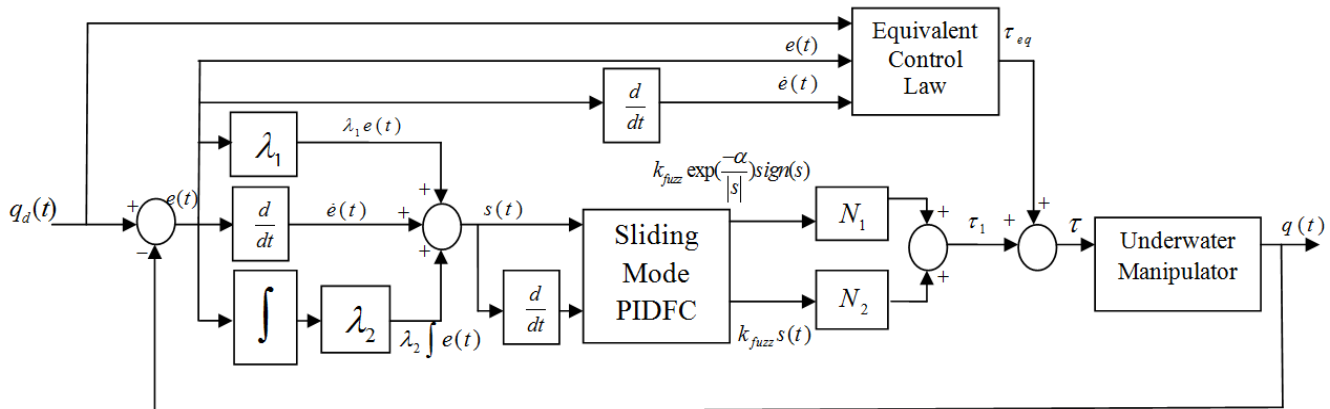 Equivalent
Control
Law
τ_eq
e(t)
ė(t)
d/dt
λ₁
λ₁e(t)
k_fuzz exp(−α/|s|)sign(s)
q_d(t)
+
−
e(t)
d/dt
ė(t)
+
+
+
s(t)
Sliding
Mode
PIDFC
N₁
+
+
τ₁
+
+
τ
Underwater
Manipulator
q(t)
∫
λ₂
λ₂∫e(t)
d/dt
k_fuzz s(t)
N₂